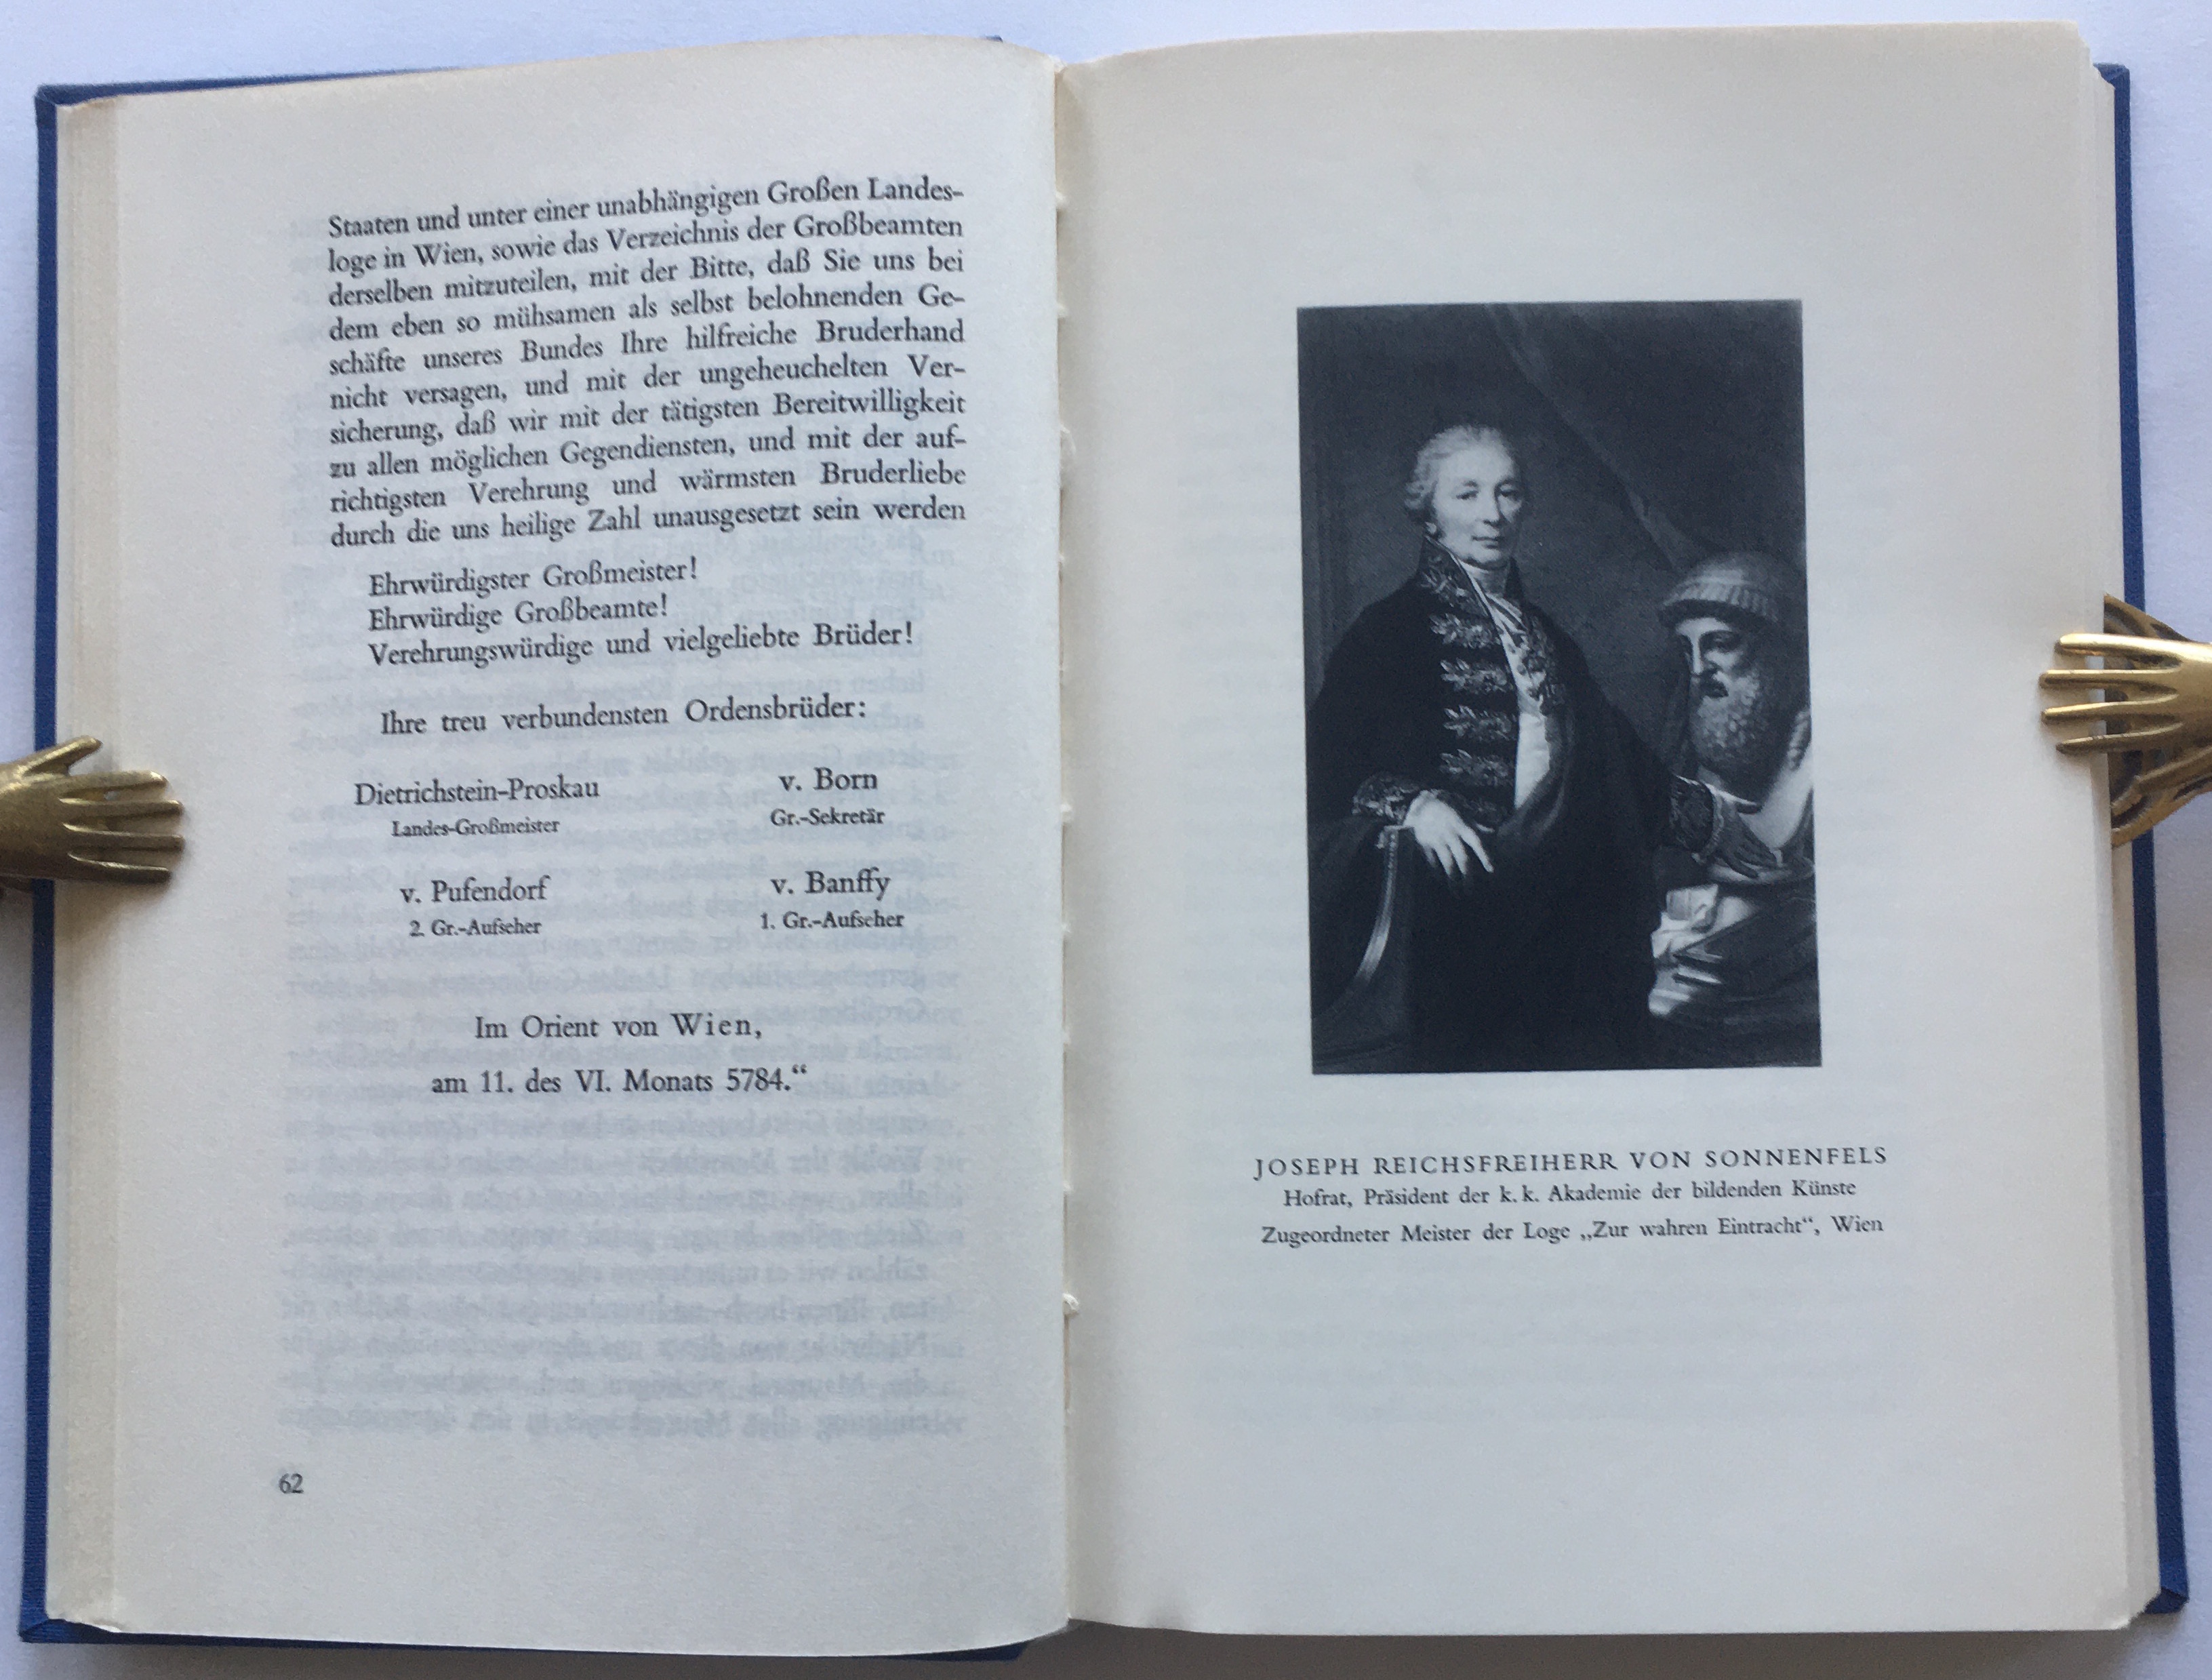 Staaten und unter einer unabhängigen Großen Landes-
loge in Wien, sowie das Verzeichnis der Großbeamten
derselben mitzuteilen, mit der Bitte, daß Sie uns bei
dem eben so mühsamen als selbst belohnenden Ge-
schäfte unseres Bundes Ihre hilfreiche Bruderhand
nicht versagen, und mit der ungeheuchelten Ver-
sicherung, daß wir mit der tätigsten Bereitwilligkeit
zu allen möglichen Gegendiensten, und mit der auf-
richtigsten Verehrung und wärmsten Bruderliebe
durch die uns heilige Zahl unausgesetzt sein werden
Ehrwürdigster Großmeister!
Ehrwürdige Großbeamte!
Verehrungswürdige und vielgeliebte Brüder!
Ihre treu verbundensten Ordensbrüder:
Dietrichstein-Proskau v. Born
Landes-Großmeister Gr.-Sekretär
v. Pufendorf v. Banffy
2. Gr.-Aufseher 1. Gr.-Aufseher
Im Orient von Wien,
am 11. des VI. Monats 5784.“
62
JOSEPH REICHSFREIHERR VON SONNENFELS
Hofrat, Präsident der k. k. Akademie der bildenden Künste
Zugeordneter Meister der Loge „Zur wahren Eintracht“, Wien